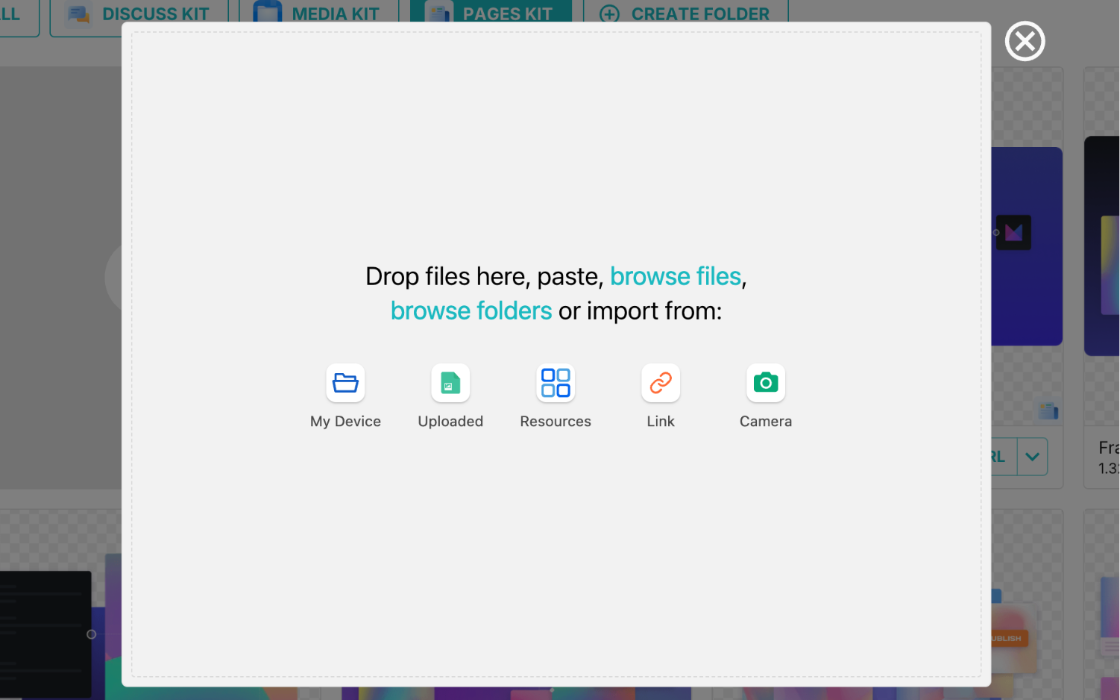 LL DISCUSS KIT MEDIA KIT PAGES KIT CREATE FOLDER
Drop files here, paste, browse files,
browse folders or import from:
My Device Uploaded Resources Link Camera
RL
Fra
1.3
UBLISH